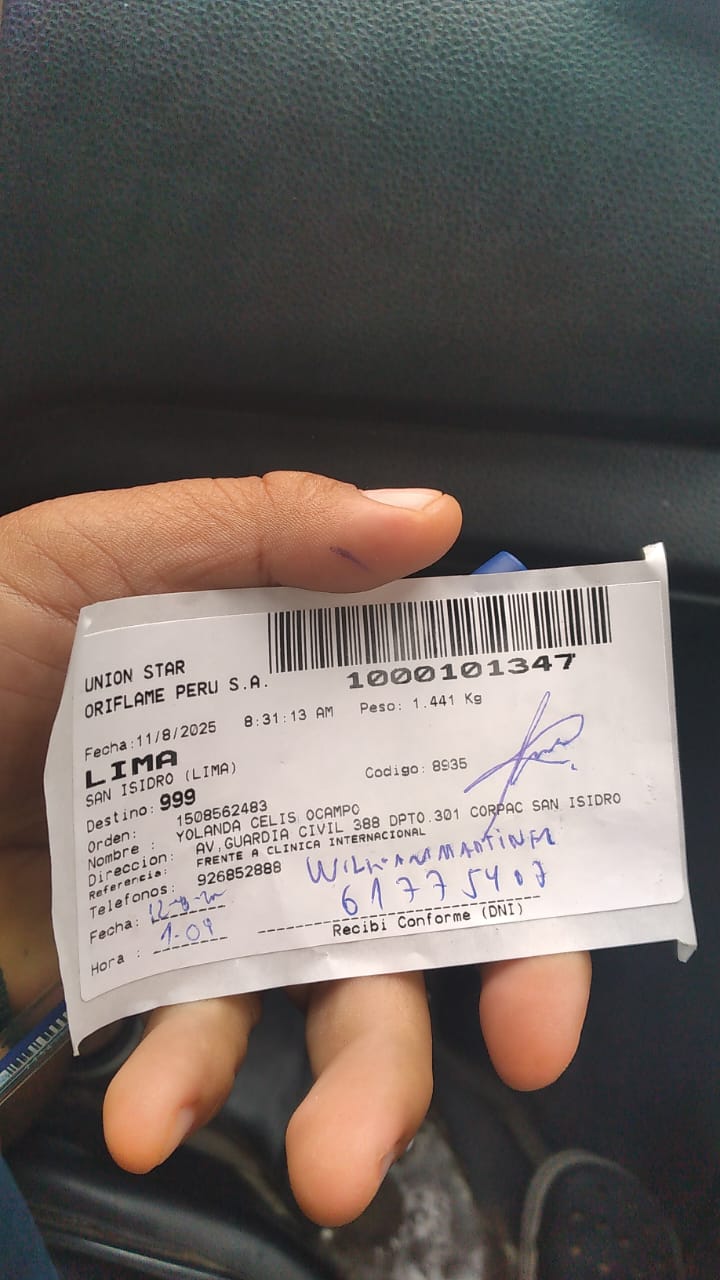 UNION STAR
ORIFLAME PERU S.A.
1000101347
Fecha:11/8/2025 8:31:13 AM Peso: 1.441 Kg
LIMA
SAN ISIDRO (LIMA)
Codigo: 8935
Destino: 999
Orden: 1508562483
Nombre : YOLANDA CELIS OCAMPO
Direccion: AV,GUARDIA CIVIL 388 DPTO.301 CORPAC SAN ISIDRO
Referencia: FRENTE A CLINICA INTERNACIONAL
Telefonos: 926852888
61775407
Fecha:
Hora : 1-04
Recibi Conforme (DNI)